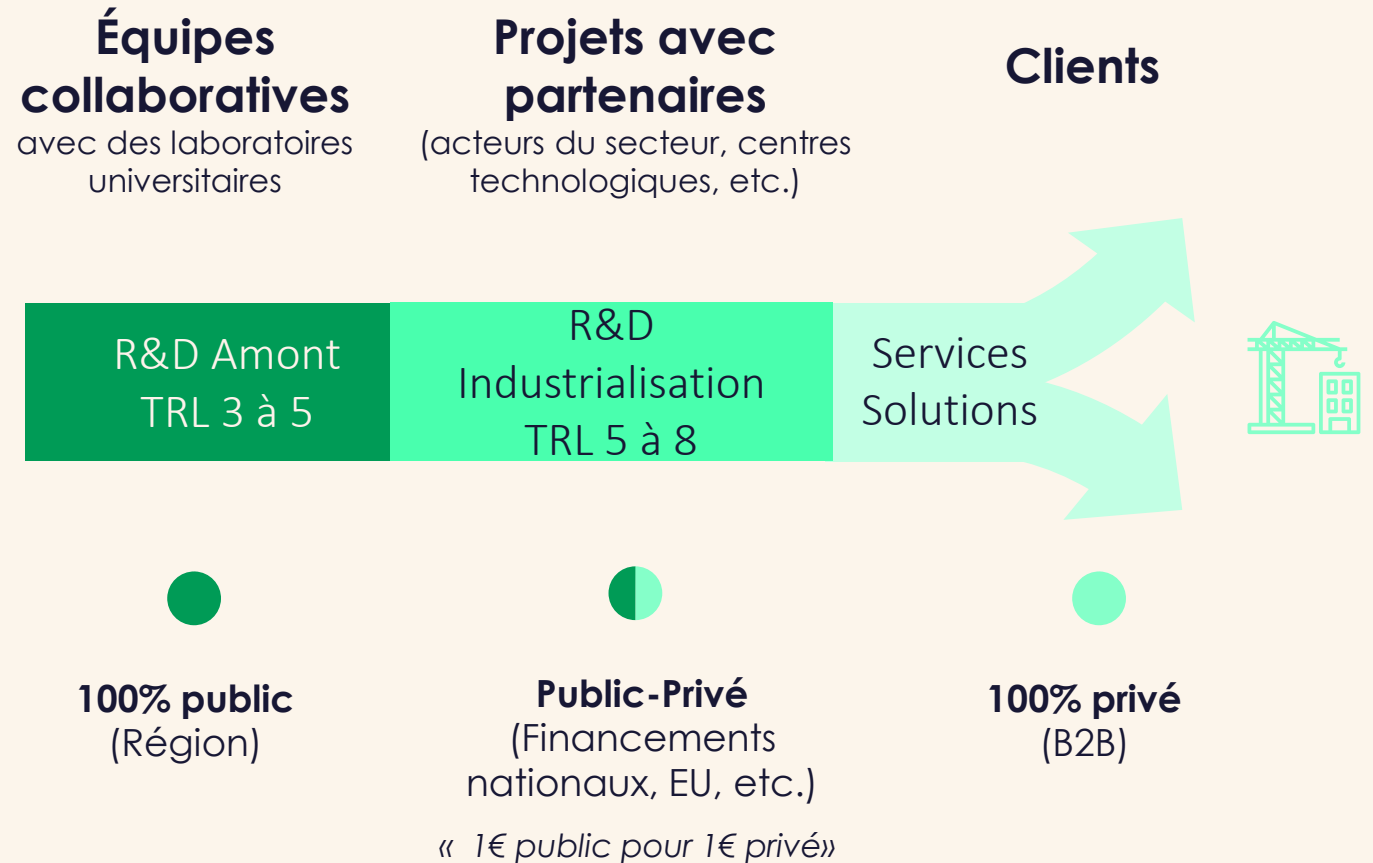 Équipes
collaboratives
avec des laboratoires
universitaires
Projets avec
partenaires
(acteurs du secteur, centres
technologiques, etc.)
Clients
R&D Amont
TRL 3 à 5
R&D
Industrialisation
TRL 5 à 8
Services
Solutions
100% public
(Région)
Public-Privé
(Financements
nationaux, EU, etc.)
«  1€ public pour 1€ privé»
100% privé
(B2B)